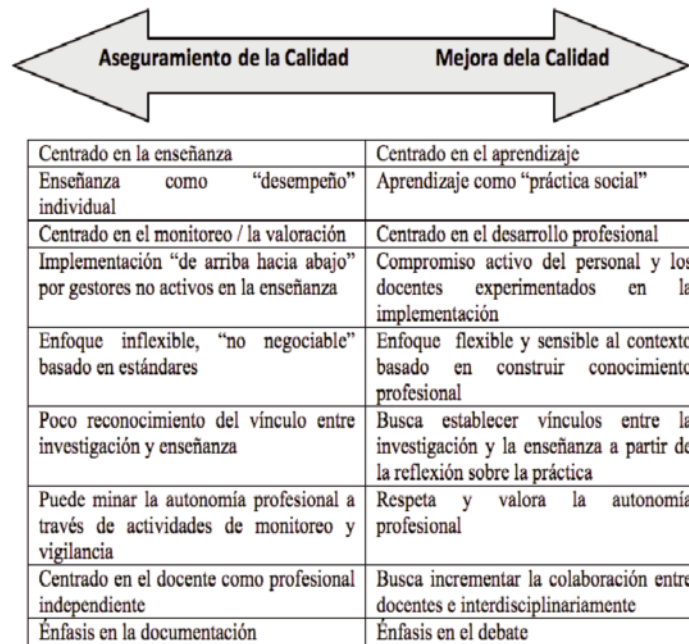 Aseguramiento de la Calidad
Mejora dela Calidad
Centrado en la enseñanza
Centrado en el aprendizaje
Enseñanza como “desempeño”
individual
Aprendizaje como “práctica social”
Centrado en el monitoreo / la valoración
Centrado en el desarrollo profesional
Implementación “de arriba hacia abajo”
por gestores no activos en la enseñanza
Compromiso activo del personal y los
docentes experimentados en la
implementación
Enfoque inflexible, “no negociable”
basado en estándares
Enfoque flexible y sensible al contexto
basado en construir conocimiento
profesional
Poco reconocimiento del vínculo entre
investigación y enseñanza
Busca establecer vínculos entre la
investigación y la enseñanza a partir de
la reflexión sobre la práctica
Puede minar la autonomía profesional a
través de actividades de monitoreo y
vigilancia
Respeta y valora la autonomía
profesional
Centrado en el docente como profesional
independiente
Busca incrementar la colaboración entre
docentes e interdisciplinariamente
Énfasis en la documentación
Énfasis en el debate